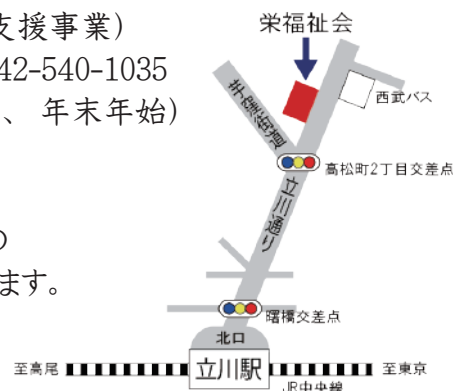 支援事業)
42-540-1035
、年末年始)
の
ます。
栄福祉会
西武バス
芋窪街道
高松町2丁目交差点
立川通り
曙橋交差点
北口
至高尾
立川駅
至東京
JR中央線